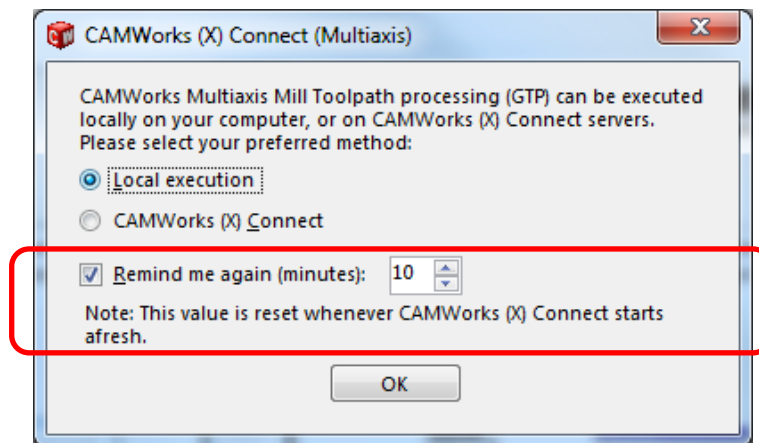 CAMWorks (X) Connect (Multiaxis)
CAMWorks Multiaxis Mill Toolpath processing (GTP) can be executed
locally on your computer, or on CAMWorks (X) Connect servers.
Please select your preferred method:
Local execution
CAMWorks (X) Connect
Remind me again (minutes): 10
Note: This value is reset whenever CAMWorks (X) Connect starts
afresh.
OK